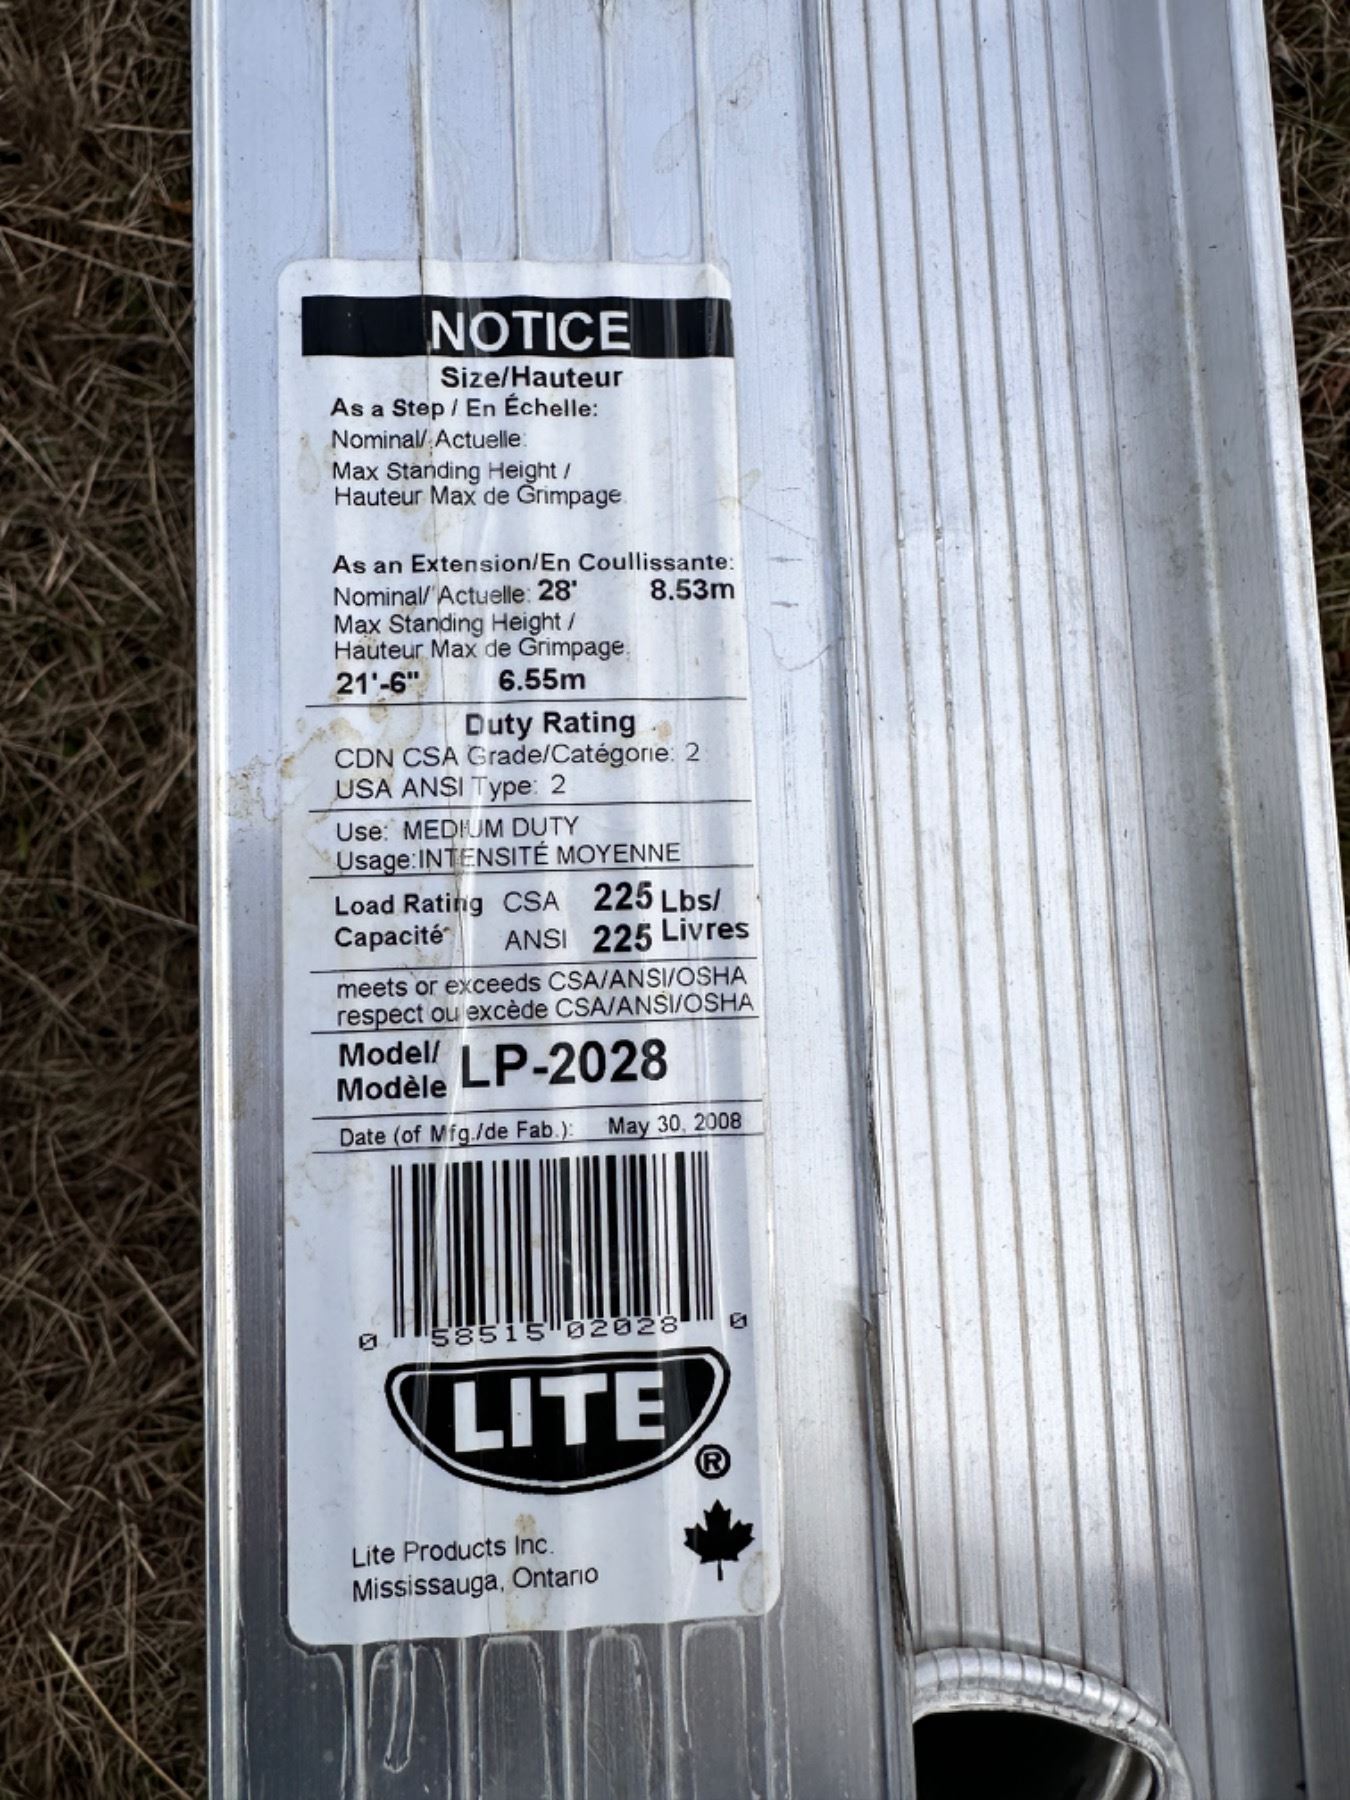 NOTICE
Size/Hauteur
As a Step / En Échelle:
Nominal/ Actuelle:
Max Standing Height /
Hauteur Max de Grimpage:
As an Extension/En Coullissante:
Nominal/ Actuelle: 28' 8.53m
Max Standing Height /
Hauteur Max de Grimpage:
21'-6" 6.55m
Duty Rating
CDN CSA Grade/Catégorie: 2
USA ANSI Type: 2
Use: MEDIUM DUTY
Usage:INTENSITÉ MOYENNE
Load Rating CSA 225 Lbs/
Capacité ANSI 225 Livres
meets or exceeds CSA/ANSI/OSHA
respect ou excède CSA/ANSI/OSHA
Model/
Modèle LP-2028
Date (of Mfg./de Fab.): May 30, 2008
0 58515 02028 0
LITE
®
Lite Products Inc.
Mississauga, Ontario